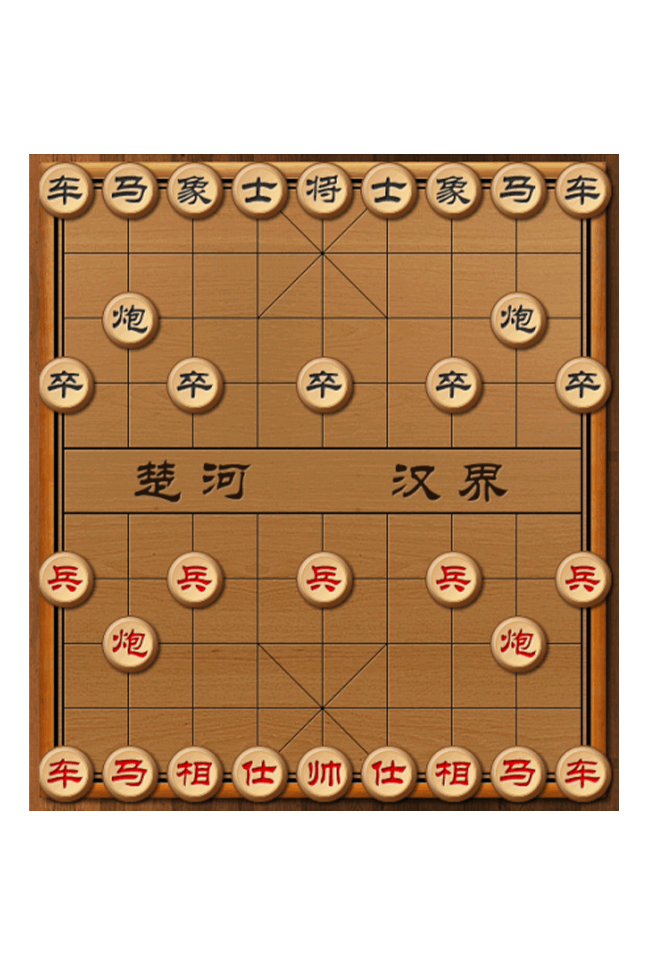 车马象士将士象马车
炮炮
卒卒卒卒卒
楚河 汉界
兵兵兵兵兵
炮炮
车马相仕帅仕相马车